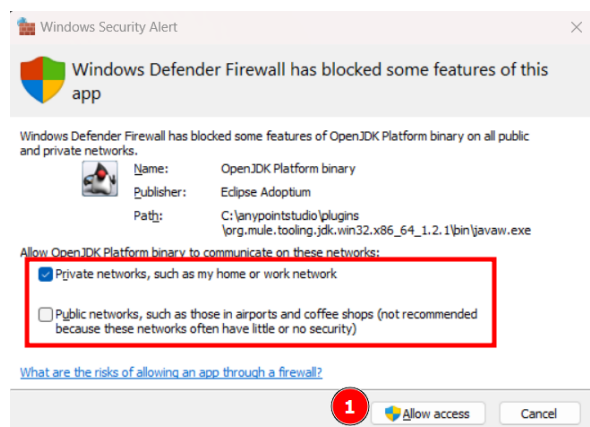 Windows Security Alert
Windows Defender Firewall has blocked some features of this
app
Windows Defender Firewall has blocked some features of OpenJDK Platform binary on all public
and private networks.
Name: OpenJDK Platform binary
Publisher: Eclipse Adoptium
Path: C:\anypointstudio\plugins
\org.mule.tooling.jdk.win32.x86_64_1.2.1\bin\javaw.exe
Allow OpenJDK Platform binary to communicate on these networks:
Private networks, such as my home or work network
Public networks, such as those in airports and coffee shops (not recommended
because these networks often have little or no security)
What are the risks of allowing an app through a firewall?
1 Allow access Cancel